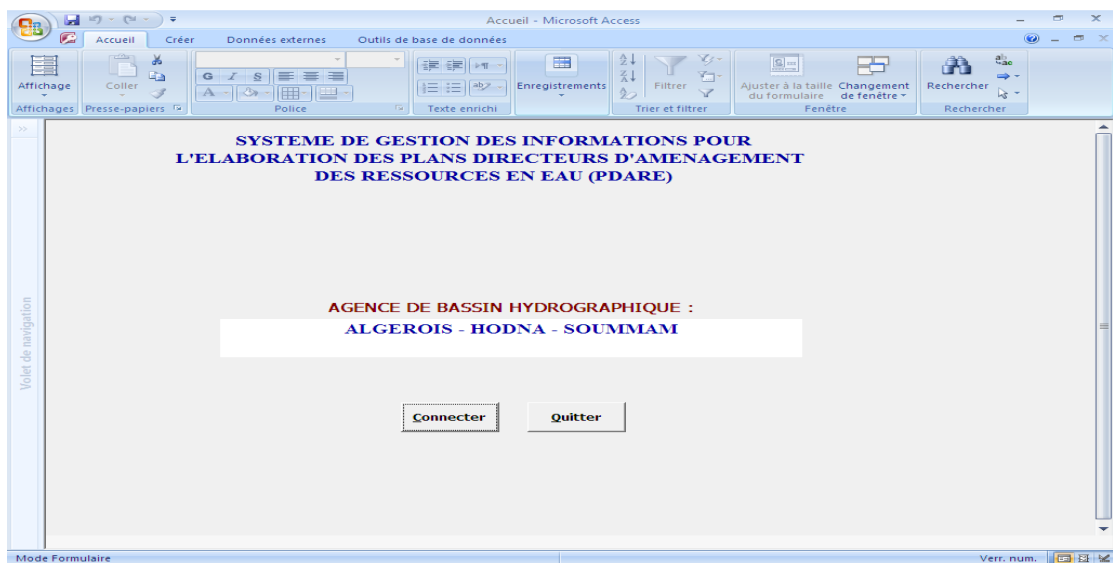 Accueil - Microsoft Access
Accueil Créer Données externes Outils de base de données
Affichage
Coller
G I S
A
Enregistrements
Filtrer
Ajuster à la taille du formulaire
Changement de fenêtre
Rechercher
Affichages Presse-papiers Police Texte enrichi Trier et filtrer Fenêtre Rechercher
SYSTEME DE GESTION DES INFORMATIONS POUR
L'ELABORATION DES PLANS DIRECTEURS D'AMENAGEMENT
DES RESSOURCES EN EAU (PDARE)
Volet de navigation
AGENCE DE BASSIN HYDROGRAPHIQUE :
ALGEROIS - HODNA - SOUMMAM
Connecter Quitter
Mode Formulaire Verr. num.